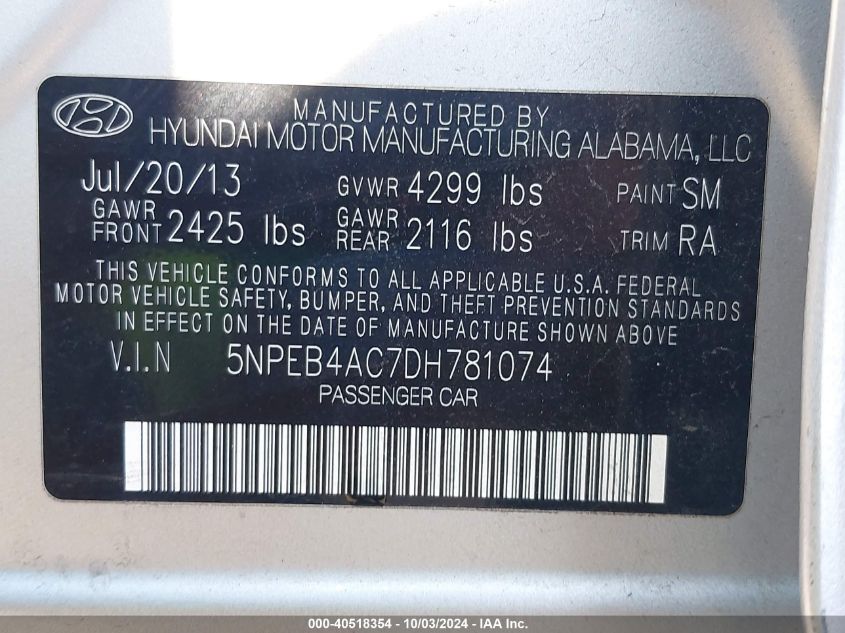 MANUFACTURED BY
HYUNDAI MOTOR MANUFACTURING ALABAMA, LLC
Jul/20/13 GVWR 4299 lbs PAINT SM
GAWR FRONT 2425 lbs GAWR REAR 2116 lbs TRIM RA
THIS VEHICLE CONFORMS TO ALL APPLICABLE U.S.A. FEDERAL
MOTOR VEHICLE SAFETY, BUMPER, AND THEFT PREVENTION STANDARDS
IN EFFECT ON THE DATE OF MANUFACTURE SHOWN ABOVE
V.I.N 5NPEB4AC7DH781074
PASSENGER CAR
000-40518354 - 10/03/2024 - IAA Inc.